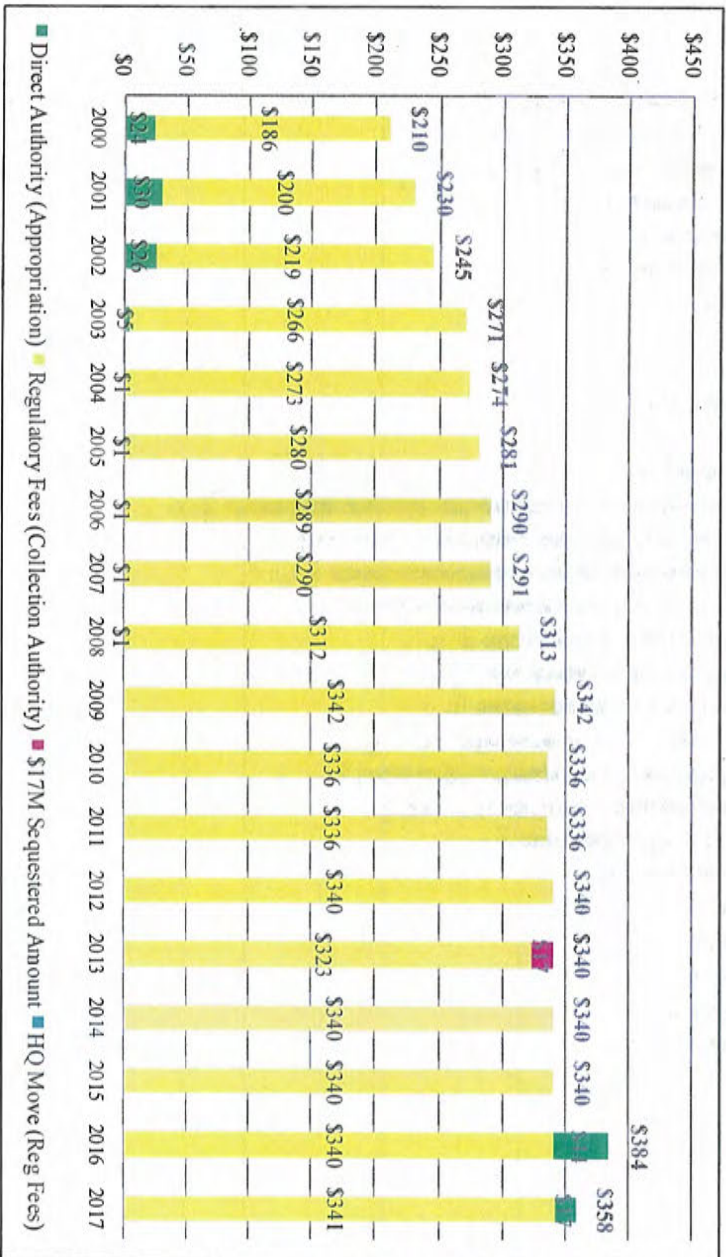 $450
$400
$350
$300
$250
$200
$150
$100
$50
$0
$210 $230 $245 $271 $274 $281 $290 $291 $313 $342 $336 $336 $340 $340 $340 $340 $384 $358
$17
$186 $200 $219 $266 $273 $280 $289 $290 $312 $342 $336 $336 $340 $323 $340 $340 $340 $341
$24 $30 $26 $5 $1 $1 $1 $1 $1
2000 2001 2002 2003 2004 2005 2006 2007 2008 2009 2010 2011 2012 2013 2014 2015 2016 2017
Direct Authority (Appropriation) Regulatory Fees (Collection Authority) $17M Sequestered Amount HQ Move (Reg Fees)